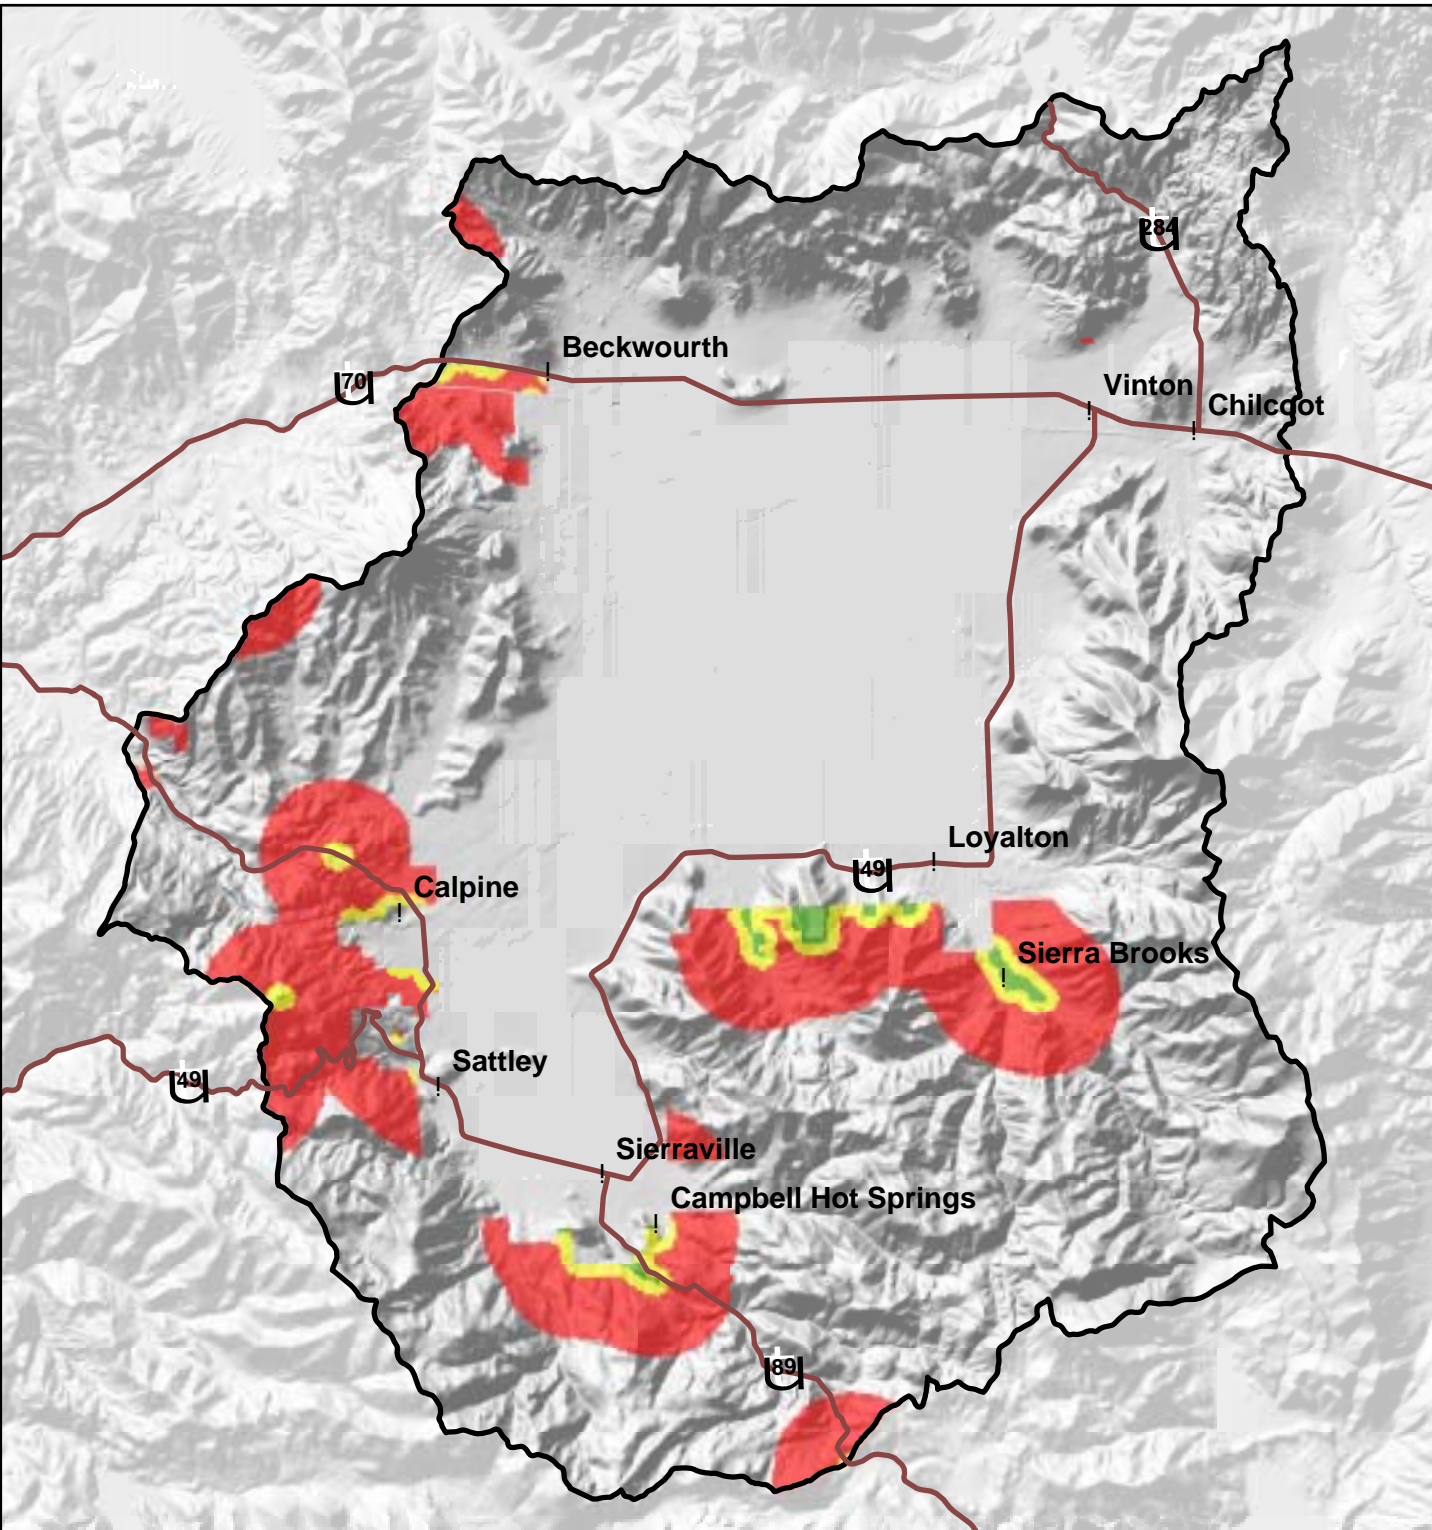 284
Beckwourth
70
Vinton
Chilcoot
Loyalton
49
Calpine
Sierra Brooks
Sattley
49
Sierraville
Campbell Hot Springs
89